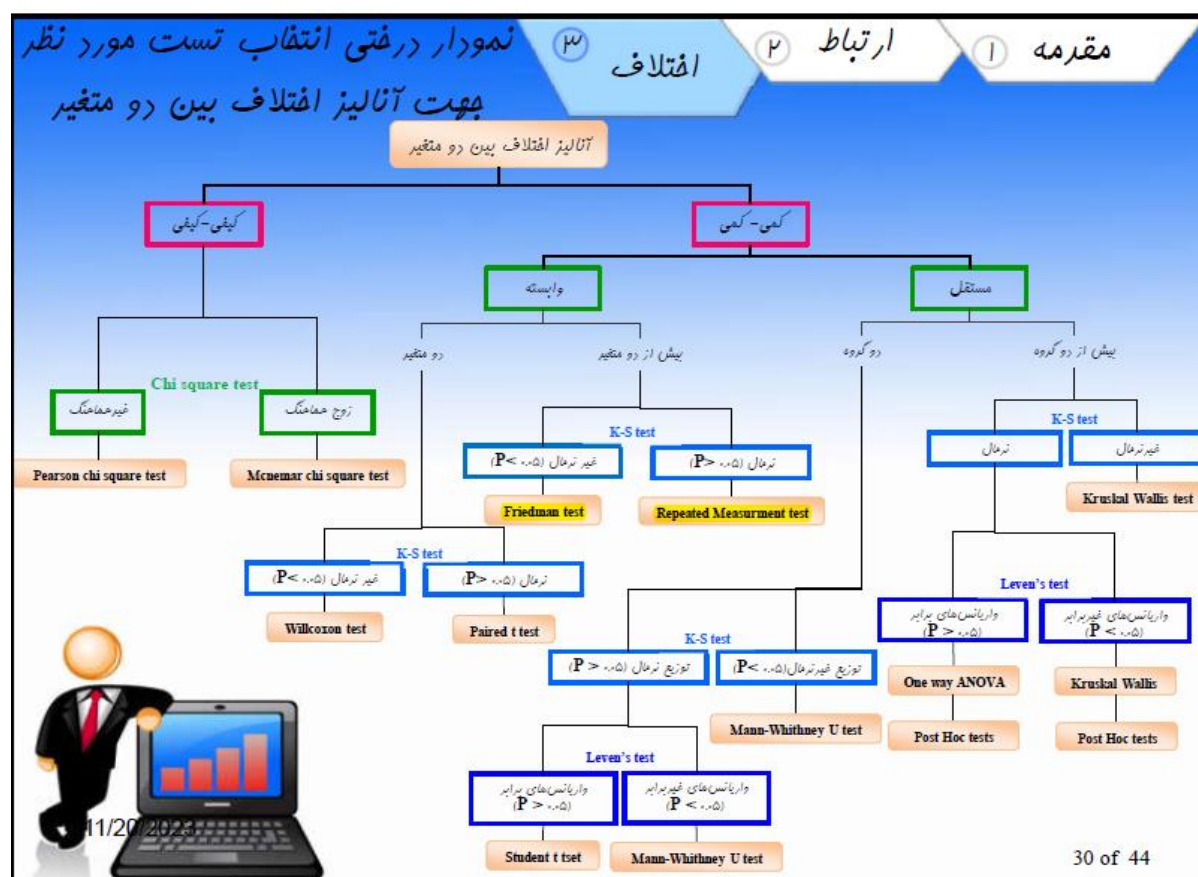 مقدمه ۱
ارتباط ۲
اختلاف ۳
نمودار درختی انتخاب تست مورد نظر
جهت آنالیز اختلاف بین دو متغیر
آنالیز اختلاف بین دو متغیر
کمی-کمی
کیفی-کیفی
مستقل
وابسته
بیش از دو گروه
دو گروه
بیش از دو متغیر
دو متغیر
Chi square test
زوج هماهنگ
غیرهماهنگ
Pearson chi square test
Mcnemar chi square test
K-S test
غیرنرمال
نرمال
Kruskal Wallis test
K-S test
نرمال (P> ۰.۰۵)
غیر نرمال (P< ۰.۰۵)
Friedman test
Repeated Measurment test
K-S test
نرمال (P> ۰.۰۵)
غیر نرمال (P< ۰.۰۵)
Willcoxon test
Paired t test
Leven's test
واریانس‌های غیربرابر
(P < ۰.۰۵)
واریانس‌های برابر
(P > ۰.۰۵)
One way ANOVA
Kruskal Wallis
Post Hoc tests
Post Hoc tests
K-S test
توزیع غیرنرمال (P< ۰.۰۵)
توزیع نرمال (P > ۰.۰۵)
Mann-Whithney U test
Leven's test
واریانس‌های غیربرابر
(P < ۰.۰۵)
واریانس‌های برابر
(P > ۰.۰۵)
Student t tset
Mann-Whithney U test
11/20/2023
30 of 44